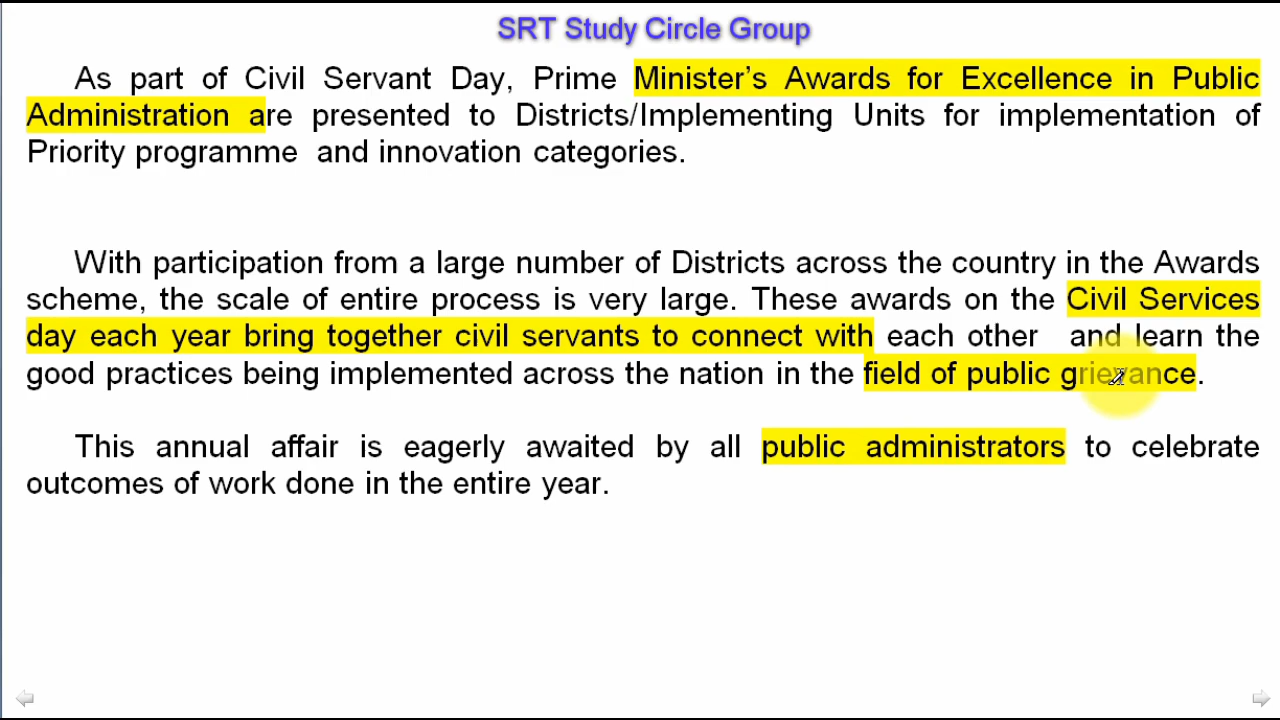 SRT Study Circle Group
As part of Civil Servant Day, Prime Minister’s Awards for Excellence in Public
Administration are presented to Districts/Implementing Units for implementation of
Priority programme and innovation categories.
With participation from a large number of Districts across the country in the Awards
scheme, the scale of entire process is very large. These awards on the Civil Services
day each year bring together civil servants to connect with each other and learn the
good practices being implemented across the nation in the field of public grievance.
This annual affair is eagerly awaited by all public administrators to celebrate
outcomes of work done in the entire year.